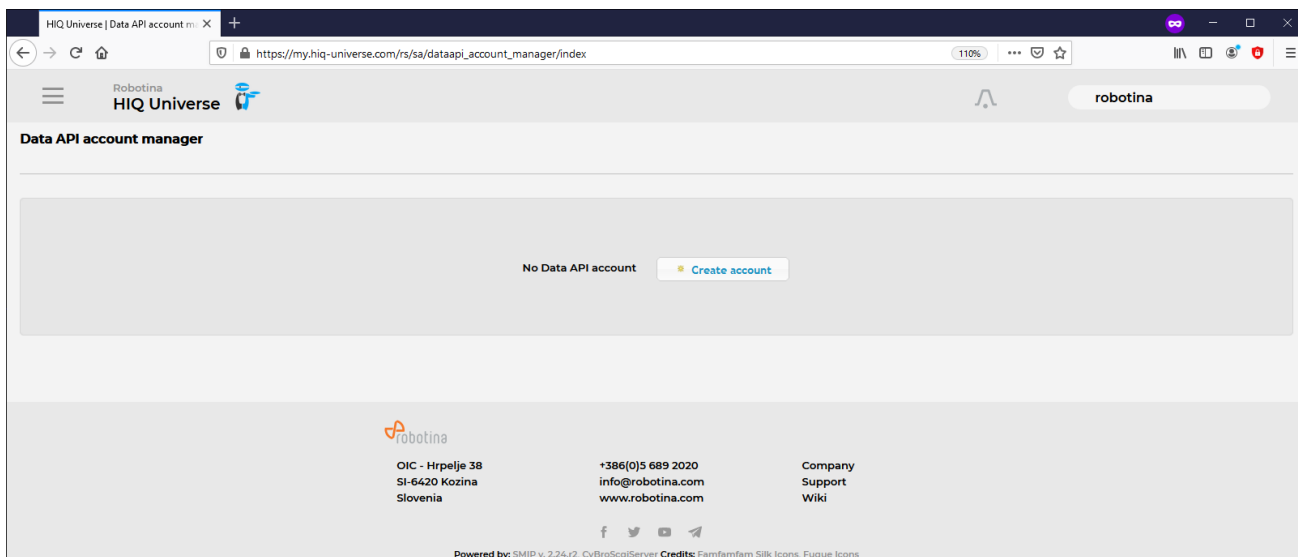 HIQ Universe | Data API account ma
https://my.hiq-universe.com/rs/sa/dataapi_account_manager/index
110%
Robotina
HIQ Universe
robotina
Data API account manager
No Data API account
Create account
robotina
OIC - Hrpelje 38
SI-6420 Kozina
Slovenia
+386(0)5 689 2020
info@robotina.com
www.robotina.com
Company
Support
Wiki
Powered by: SMIP v. 2.24.r2, CyBroScgiServer Credits: Famfamfam Silk Icons, Fugue Icons